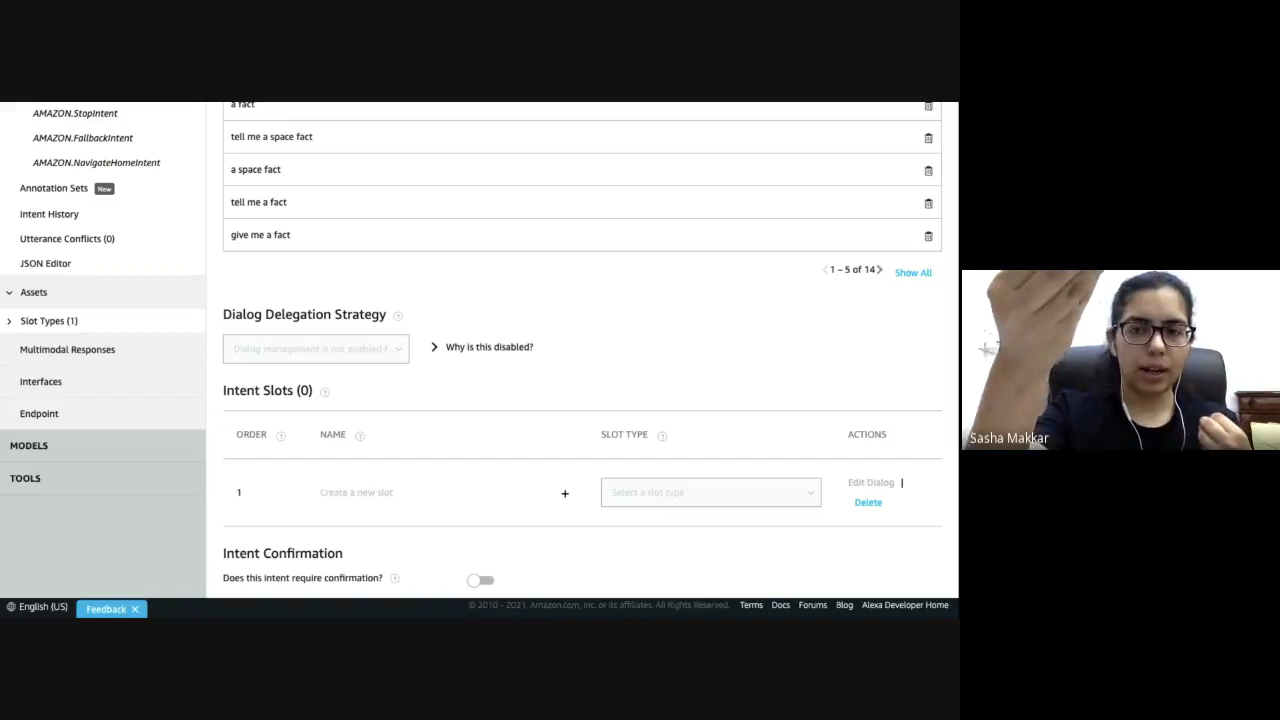 AMAZON.StopIntent
AMAZON.FallbackIntent
AMAZON.NavigateHomeIntent
Annotation Sets New
Intent History
Utterance Conflicts (0)
JSON Editor
Assets
Slot Types (1)
Multimodal Responses
Interfaces
Endpoint
MODELS
TOOLS
a fact
tell me a space fact
a space fact
tell me a fact
give me a fact
1 – 5 of 14 Show All
Dialog Delegation Strategy ?
Dialog management is not enabled f... Why is this disabled?
Intent Slots (0) ?
ORDER ? NAME ? SLOT TYPE ? ACTIONS
1 Create a new slot + Select a slot type Edit Dialog |
Delete
Intent Confirmation
Does this intent require confirmation? ?
English (US) Feedback × © 2010 - 2021, Amazon.com, Inc. or its affiliates. All Rights Reserved. Terms Docs Forums Blog Alexa Developer Home
Sasha Makkar